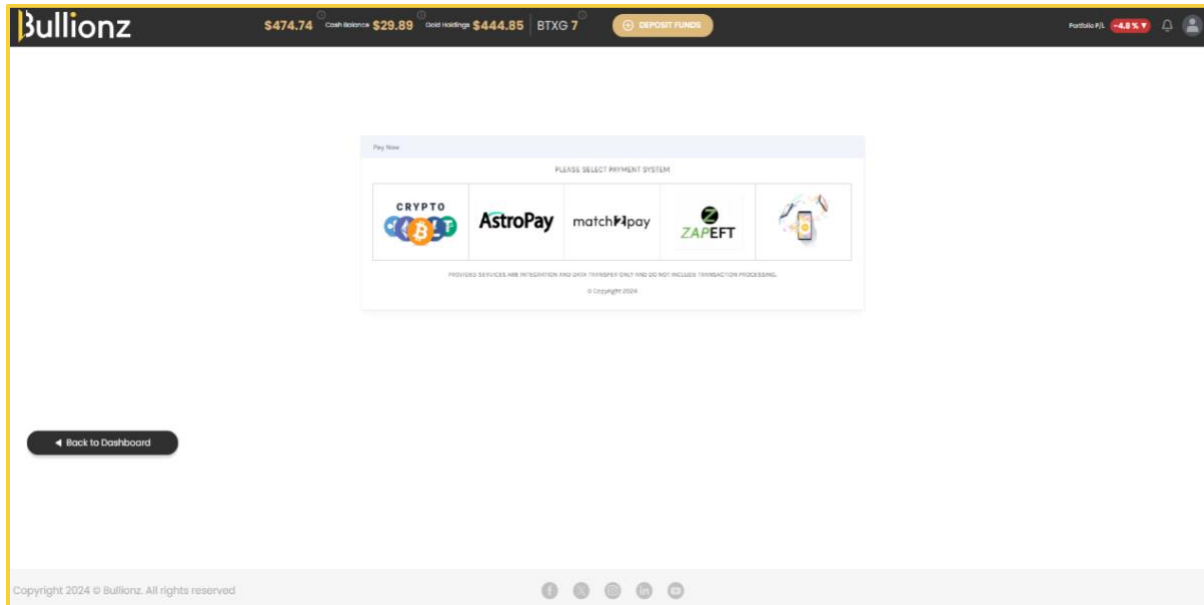 Bullionz
$474.74 Cash Balance $29.89 Gold Holdings $444.85 BTXG 7 DEPOSIT FUNDS Portfolio P/L -4.8% ▼
Pay Now
PLEASE SELECT PAYMENT SYSTEM
CRYPTO
AstroPay
match2pay
ZAPEFT
PROVIDED SERVICES ARE INTEGRATION AND DATA TRANSFER ONLY AND DO NOT INCLUDE TRANSACTION PROCESSING.
© Copyright 2024
Back to Dashboard
Copyright 2024 © Bullionz. All rights reserved